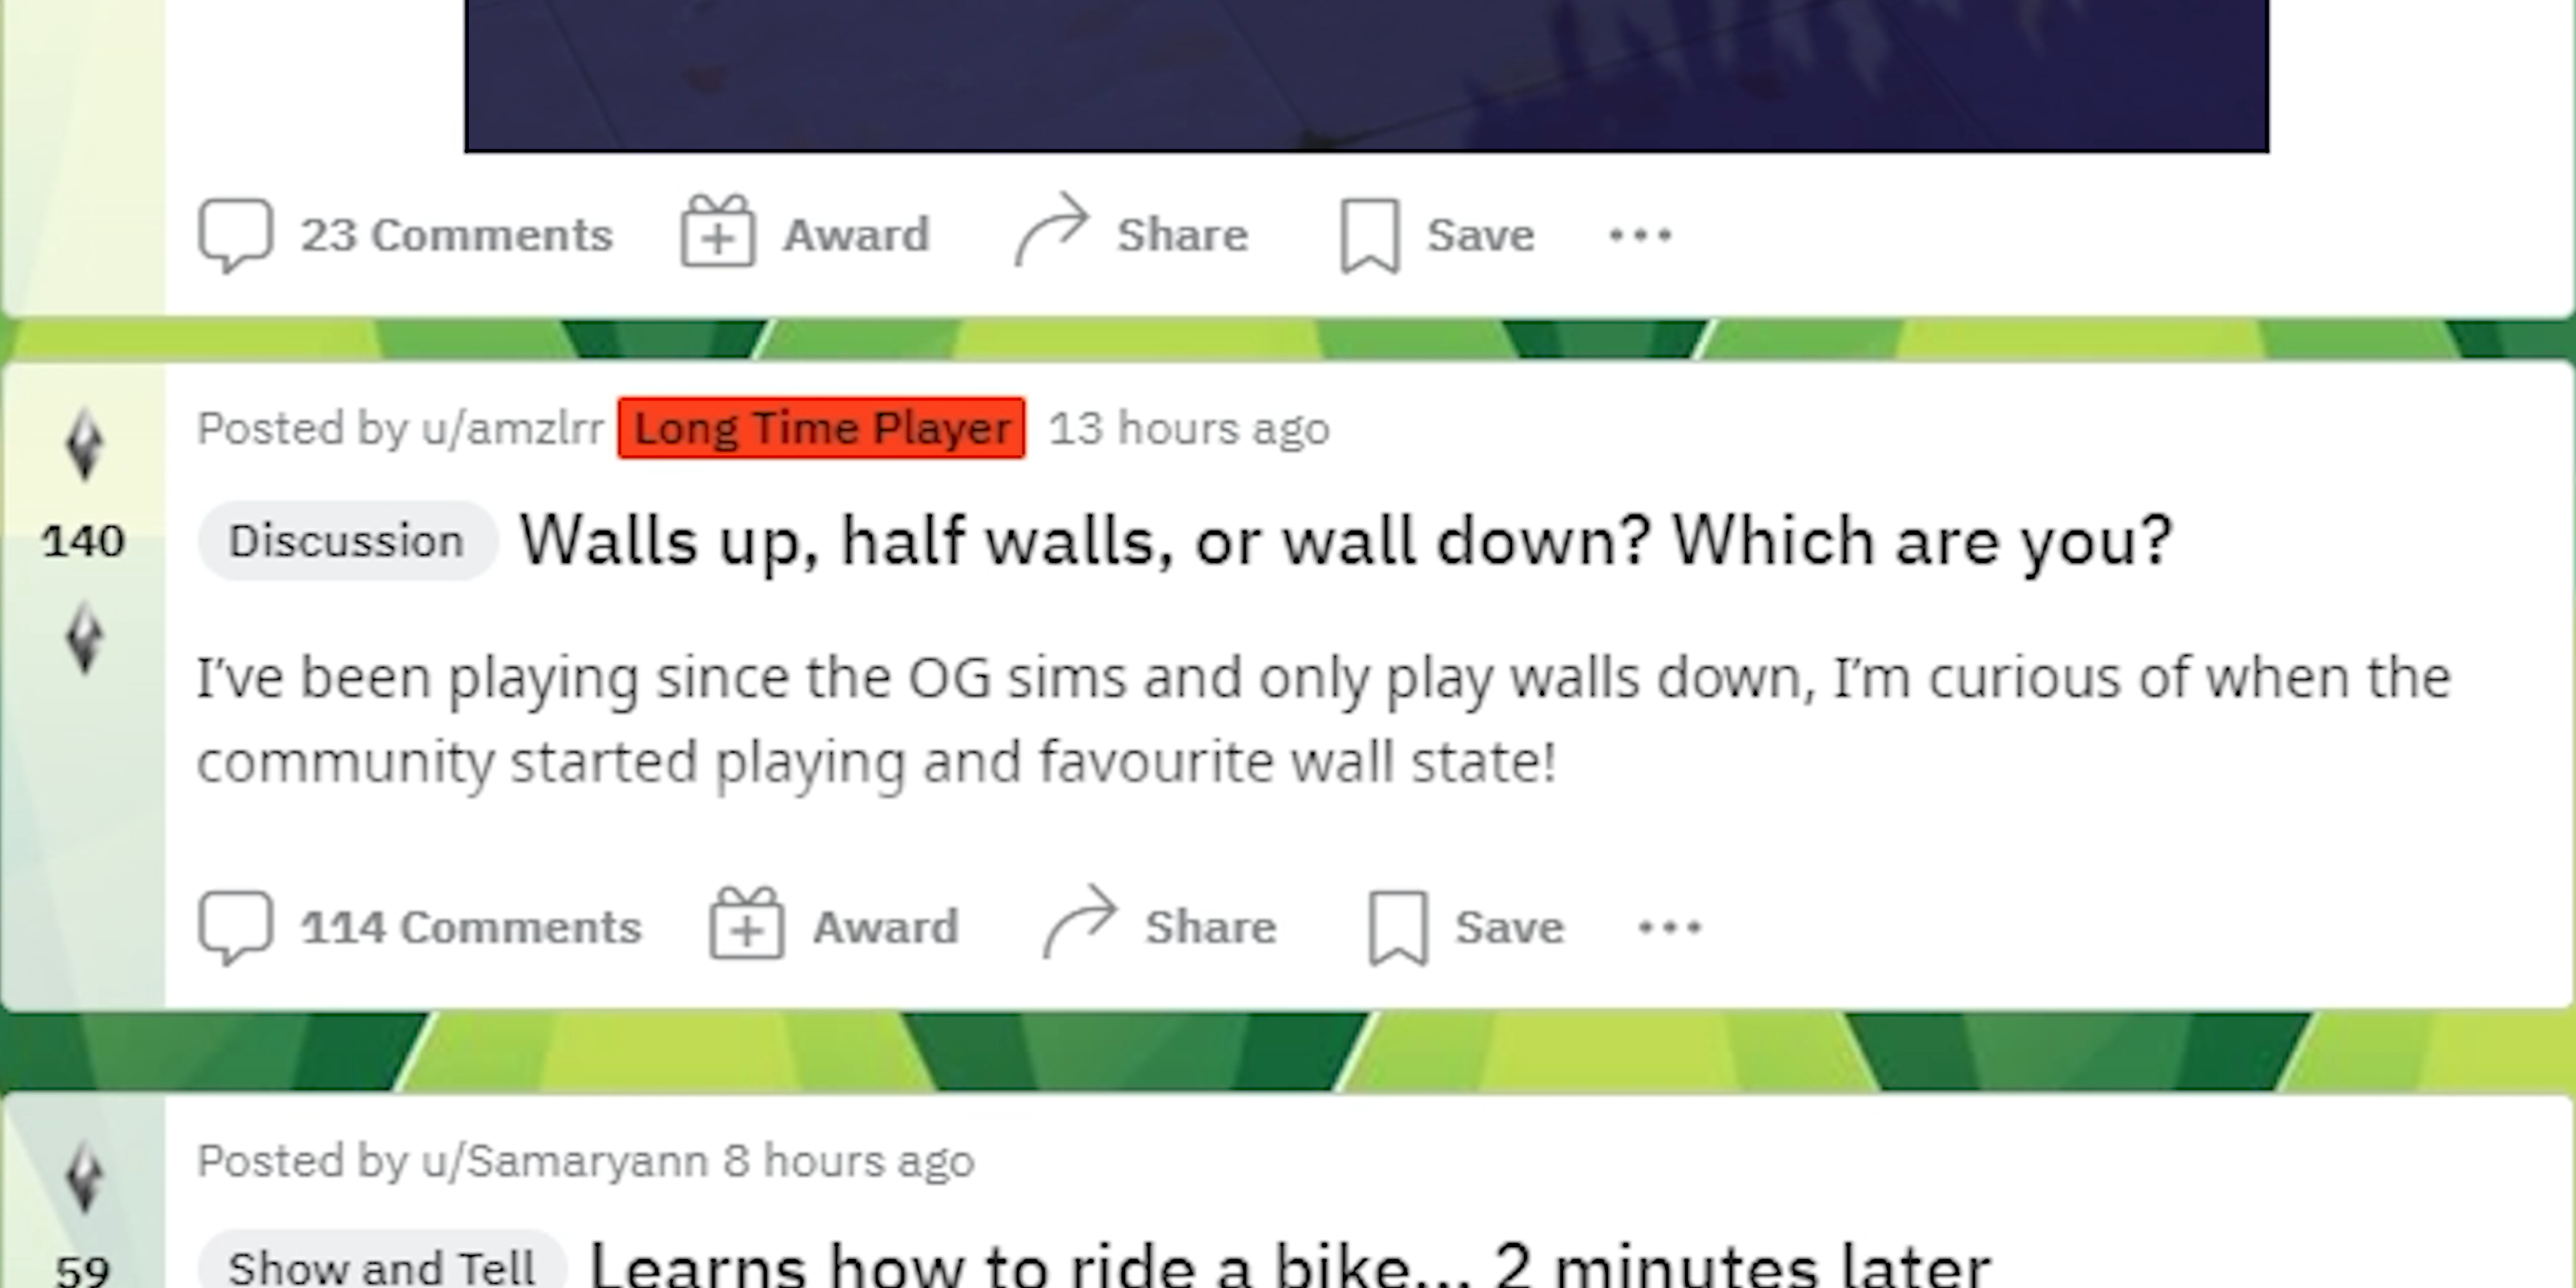 23 Comments Award Share Save
Posted by u/amzlrr Long Time Player 13 hours ago
140
Discussion Walls up, half walls, or wall down? Which are you?
I've been playing since the OG sims and only play walls down, I'm curious of when the
community started playing and favourite wall state!
114 Comments Award Share Save
Posted by u/Samaryann 8 hours ago
59
Show and Tell Learns how to ride a bike... 2 minutes later